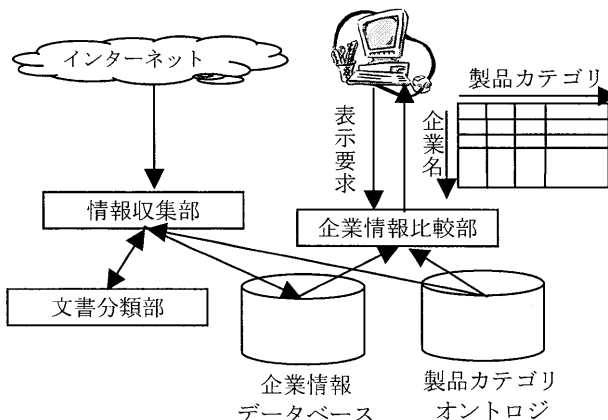 インターネット
製品カテゴリ
表示要求
企業名
情報収集部
企業情報比較部
文書分類部
企業情報
データベース
製品カテゴリ
オントロジ